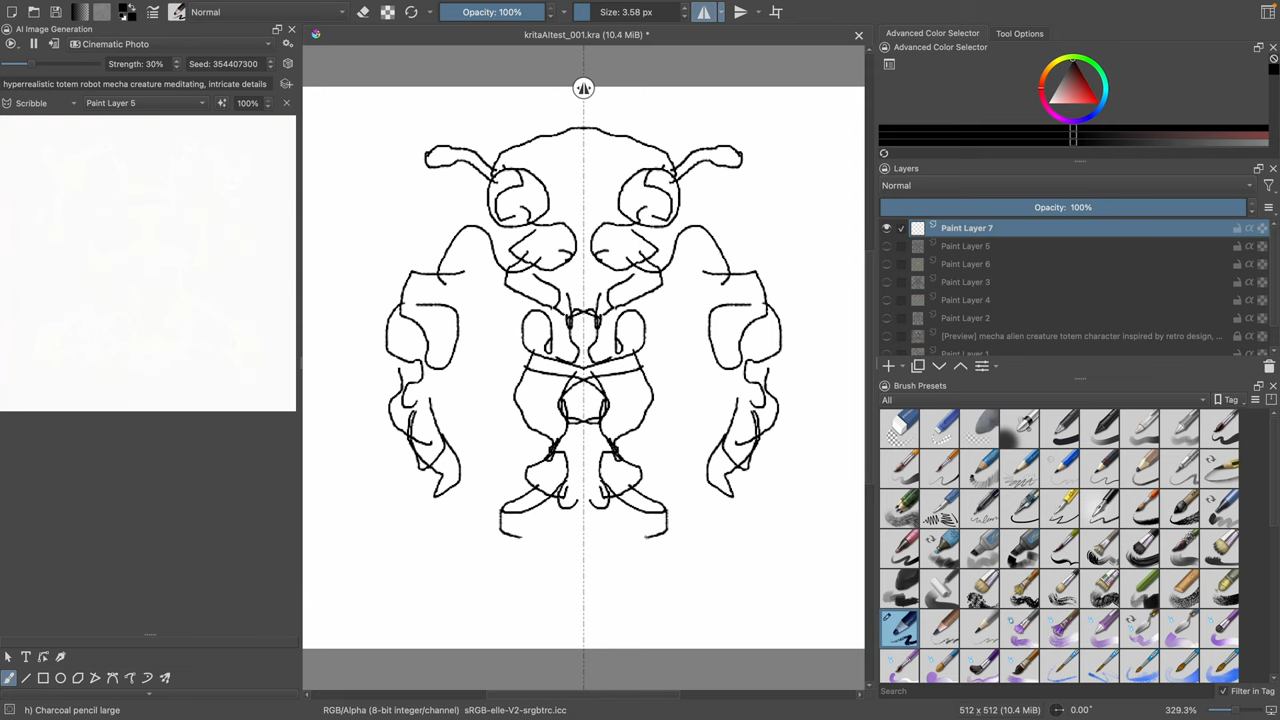 Normal
Opacity: 100%
Size: 3.58 px
AI Image Generation
Cinematic Photo
Strength: 30%
Seed: 354407300
hyperrealistic totem robot mecha creature meditating, intricate details
Scribble
Paint Layer 5
100%
kritaAItest_001.kra (10.4 MiB) *
Advanced Color Selector
Tool Options
Advanced Color Selector
Layers
Normal
Opacity: 100%
Paint Layer 7
Paint Layer 5
Paint Layer 6
Paint Layer 3
Paint Layer 4
Paint Layer 2
[Preview] mecha alien creature totem character inspired by retro design, ...
Paint Layer 1
Brush Presets
All
Tag
Search
Filter in Tag
h) Charcoal pencil large
RGB/Alpha (8-bit integer/channel) sRGB-elle-V2-srgbtrc.icc
512 x 512 (10.4 MiB)
0.00°
329.3%